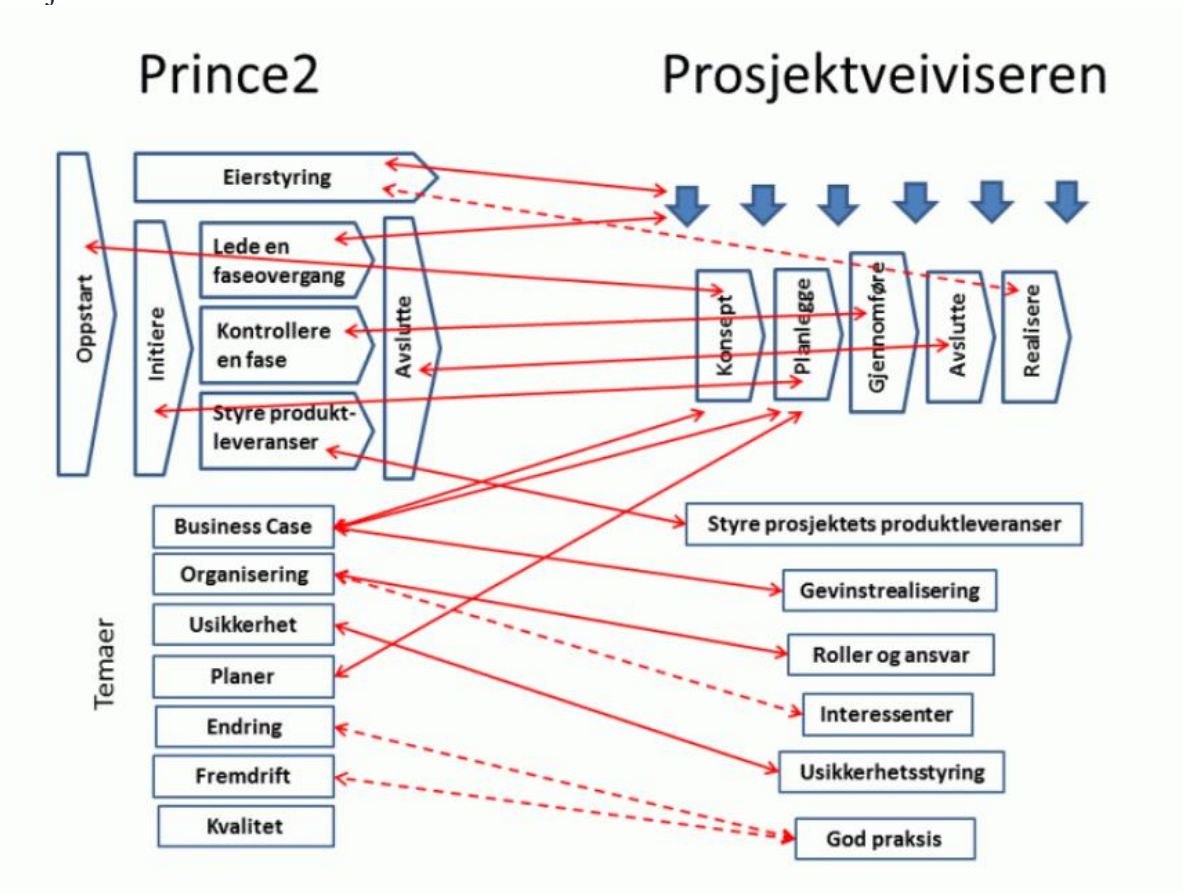 Prince2
Prosjektveiviseren
Eierstyring
Oppstart
Initiere
Lede en
faseovergang
Kontrollere
en fase
Styre produkt-
leveranser
Avslutte
Konsept
Planlegge
Gjennomføre
Avslutte
Realisere
Temaer
Business Case
Organisering
Usikkerhet
Planer
Endring
Fremdrift
Kvalitet
Styre prosjektets produktleveranser
Gevinstrealisering
Roller og ansvar
Interessenter
Usikkerhetsstyring
God praksis